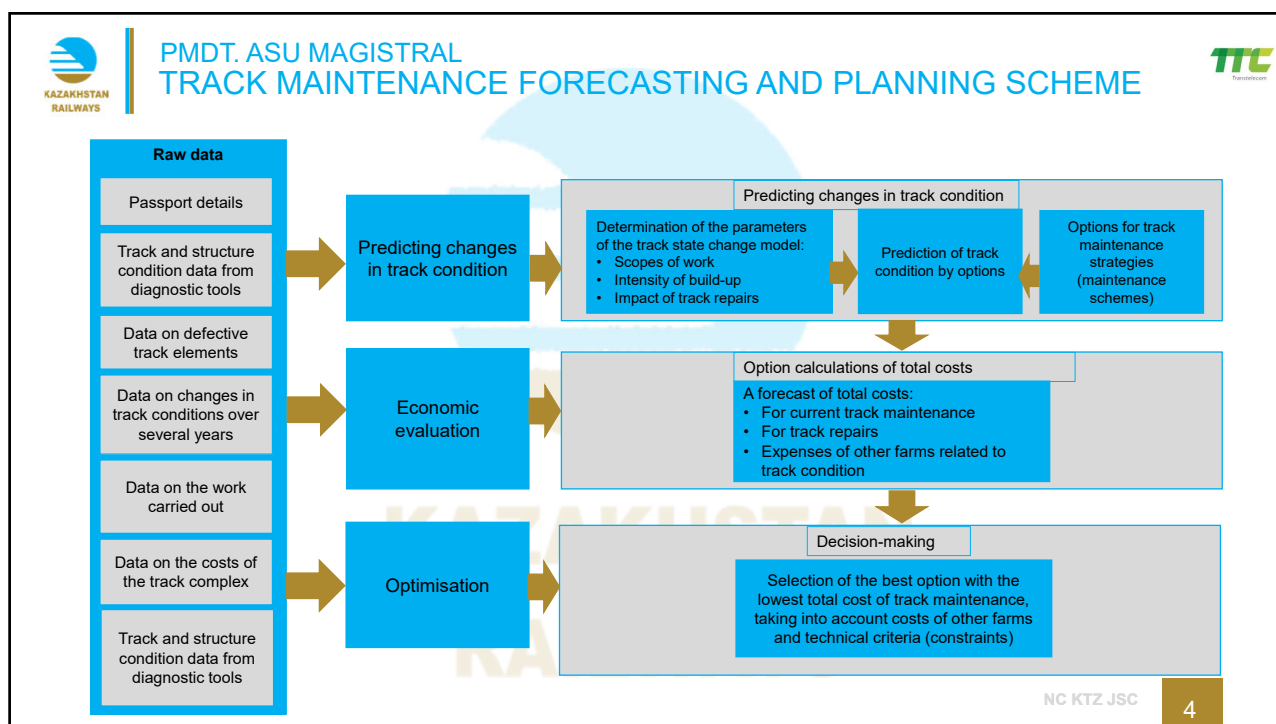 PMDT. ASU MAGISTRAL
TRACK MAINTENANCE FORECASTING AND PLANNING SCHEME
KAZAKHSTAN
RAILWAYS
TTC
Transtelecom
Raw data
Passport details
Track and structure
condition data from
diagnostic tools
Data on defective
track elements
Data on changes in
track conditions over
several years
Data on the work
carried out
Data on the costs of
the track complex
Track and structure
condition data from
diagnostic tools
Predicting changes
in track condition
Economic
evaluation
Optimisation
Predicting changes in track condition
Determination of the parameters
of the track state change model:
• Scopes of work
• Intensity of build-up
• Impact of track repairs
Prediction of track
condition by options
Options for track
maintenance
strategies
(maintenance
schemes)
Option calculations of total costs
A forecast of total costs:
• For current track maintenance
• For track repairs
• Expenses of other farms related to
track condition
Decision-making
Selection of the best option with the
lowest total cost of track maintenance,
taking into account costs of other farms
and technical criteria (constraints)
KAZAKHSTAN
RAILWAYS
NC KTZ JSC
4